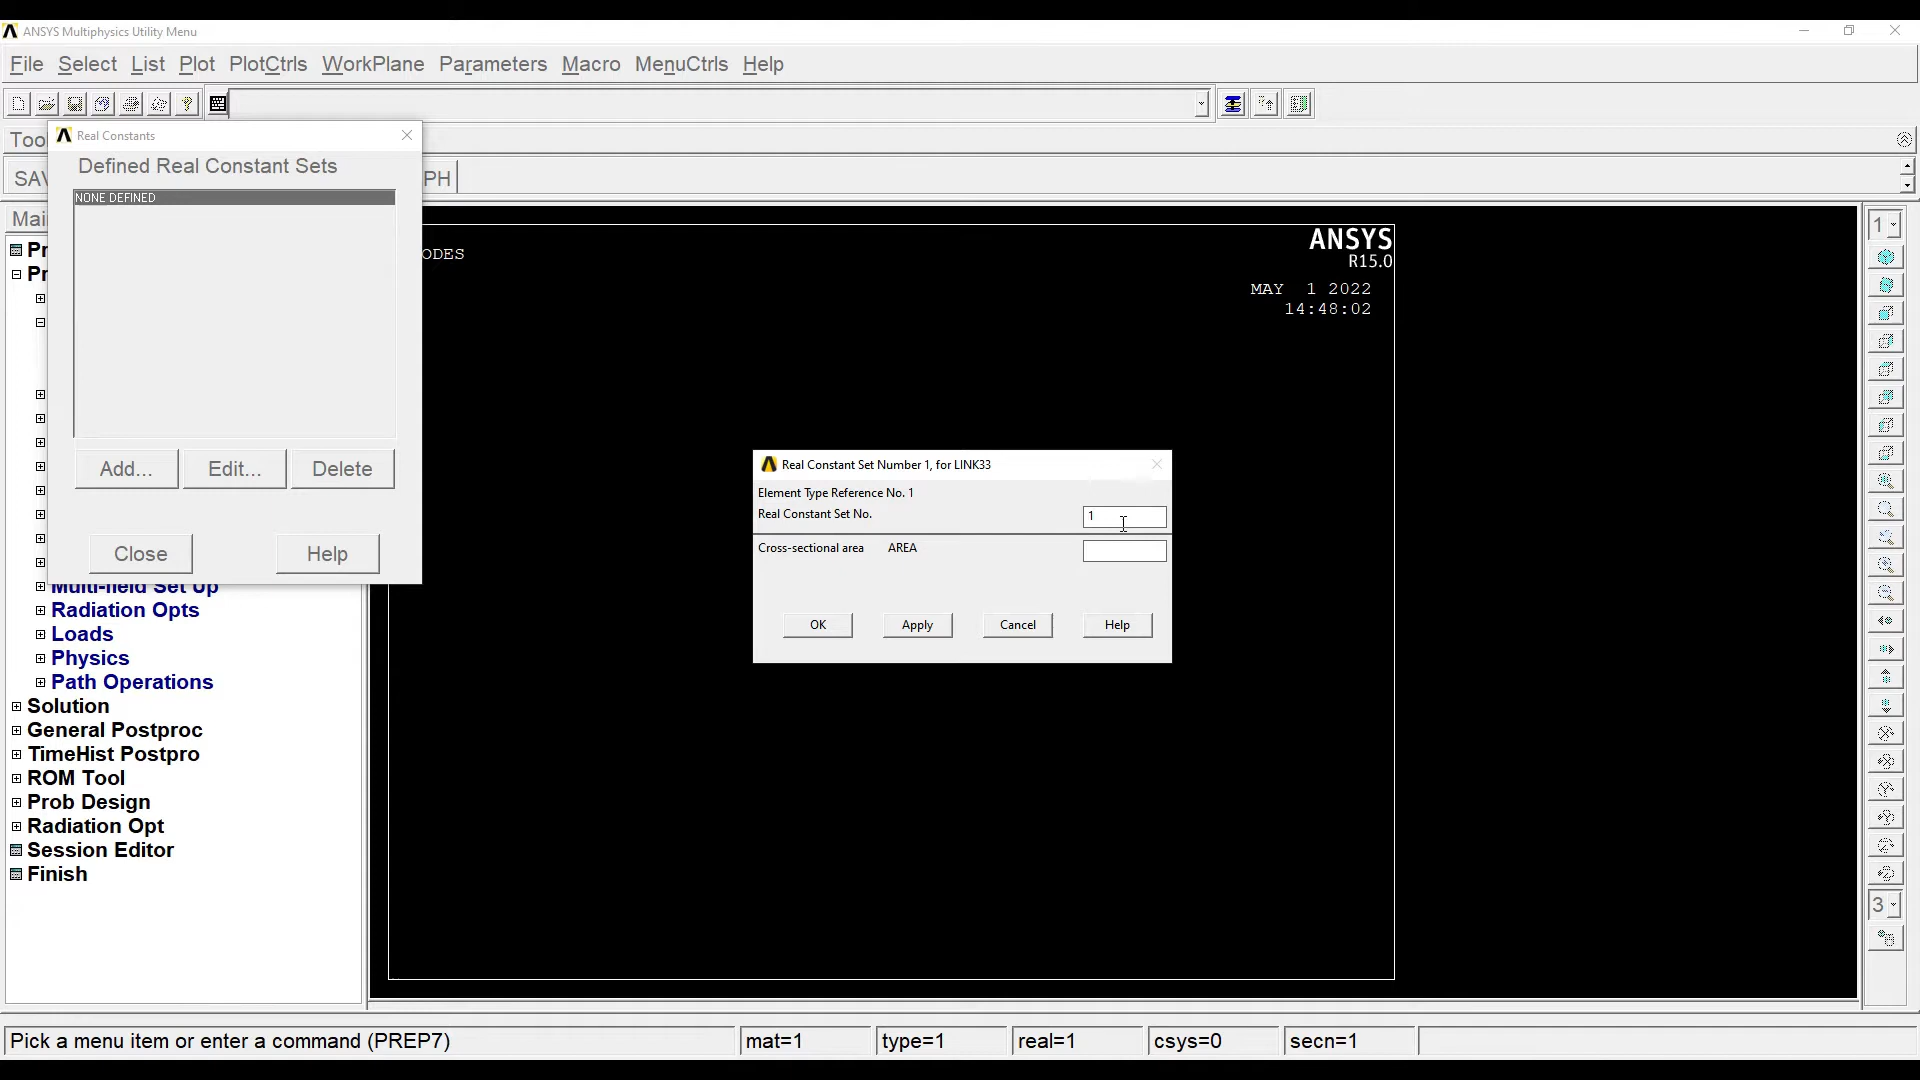 ANSYS Multiphysics Utility Menu
File Select List Plot PlotCtrls WorkPlane Parameters Macro MenuCtrls Help
Real Constants
Defined Real Constant Sets
NONE DEFINED
Add... Edit... Delete
Close Help
PH
ODES
ANSYS
R15.0
MAY 1 2022
14:48:02
1
Real Constant Set Number 1, for LINK33
Element Type Reference No. 1
Real Constant Set No. 1
Cross-sectional area AREA
OK Apply Cancel Help
Multi-field Set Up
Radiation Opts
Loads
Physics
Path Operations
Solution
General Postproc
TimeHist Postpro
ROM Tool
Prob Design
Radiation Opt
Session Editor
Finish
3
Pick a menu item or enter a command (PREP7) mat=1 type=1 real=1 csys=0 secn=1